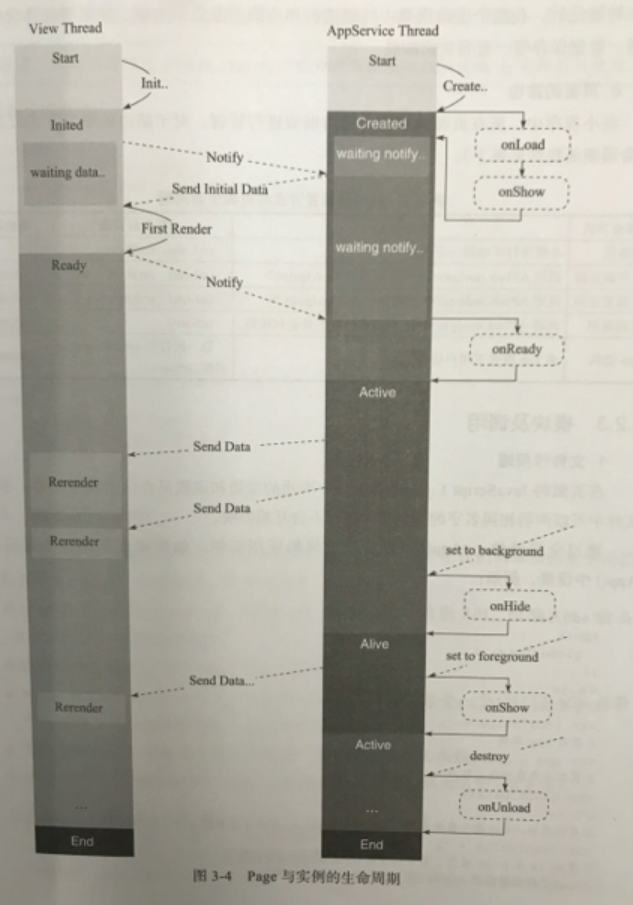 View Thread
AppService Thread
Start
Start
Init..
Create..
Inited
Created
onLoad
waiting data..
Notify
waiting notify..
Send Initial Data
onShow
First Render
waiting notify..
Ready
Notify
onReady
Active
Send Data
Rerender
Send Data
Rerender
set to background
onHide
Alive
set to foreground
Send Data...
Rerender
onShow
Active
destroy
...
...
onUnload
End
End
图 3-4 Page 与实例的生命周期